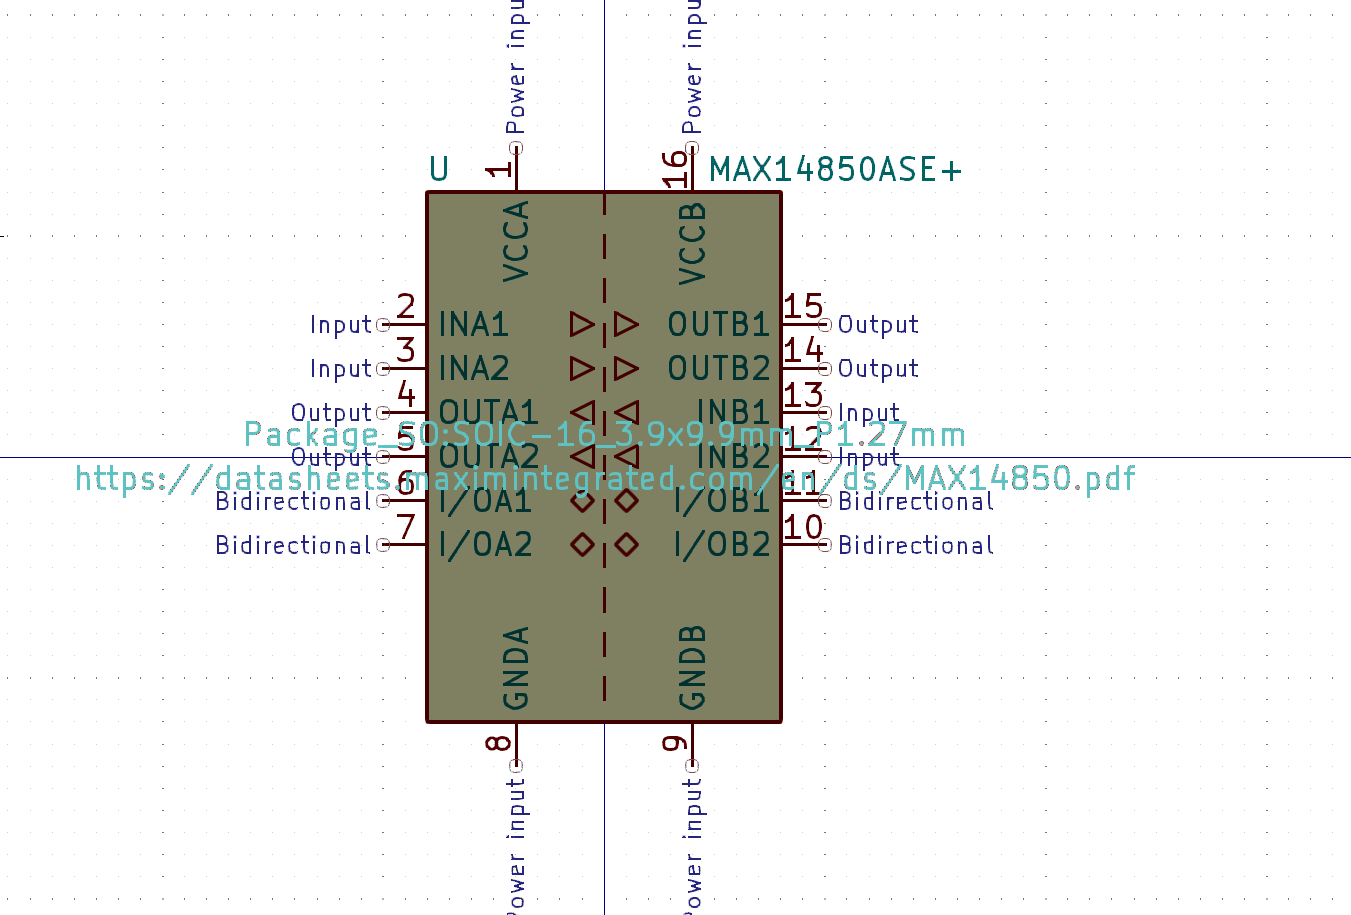 Power inpu
Power inpu
U
1
16
MAX14850ASE+
VCCA
VCCB
Input 2 INA1 OUTB1 15 Output
Input 3 INA2 OUTB2 14 Output
Output 4 OUTA1 INB1 13 Input
Package_SO:SOIC-16_3.9x9.9mm_P1.27mm
Output 5 OUTA2 INB2 12 Input
https://datasheets.maximintegrated.com/en/ds/MAX14850.pdf
Bidirectional 6 I/OA1 I/OB1 11 Bidirectional
Bidirectional 7 I/OA2 I/OB2 10 Bidirectional
GNDA
GNDB
8
9
Power input
Power input